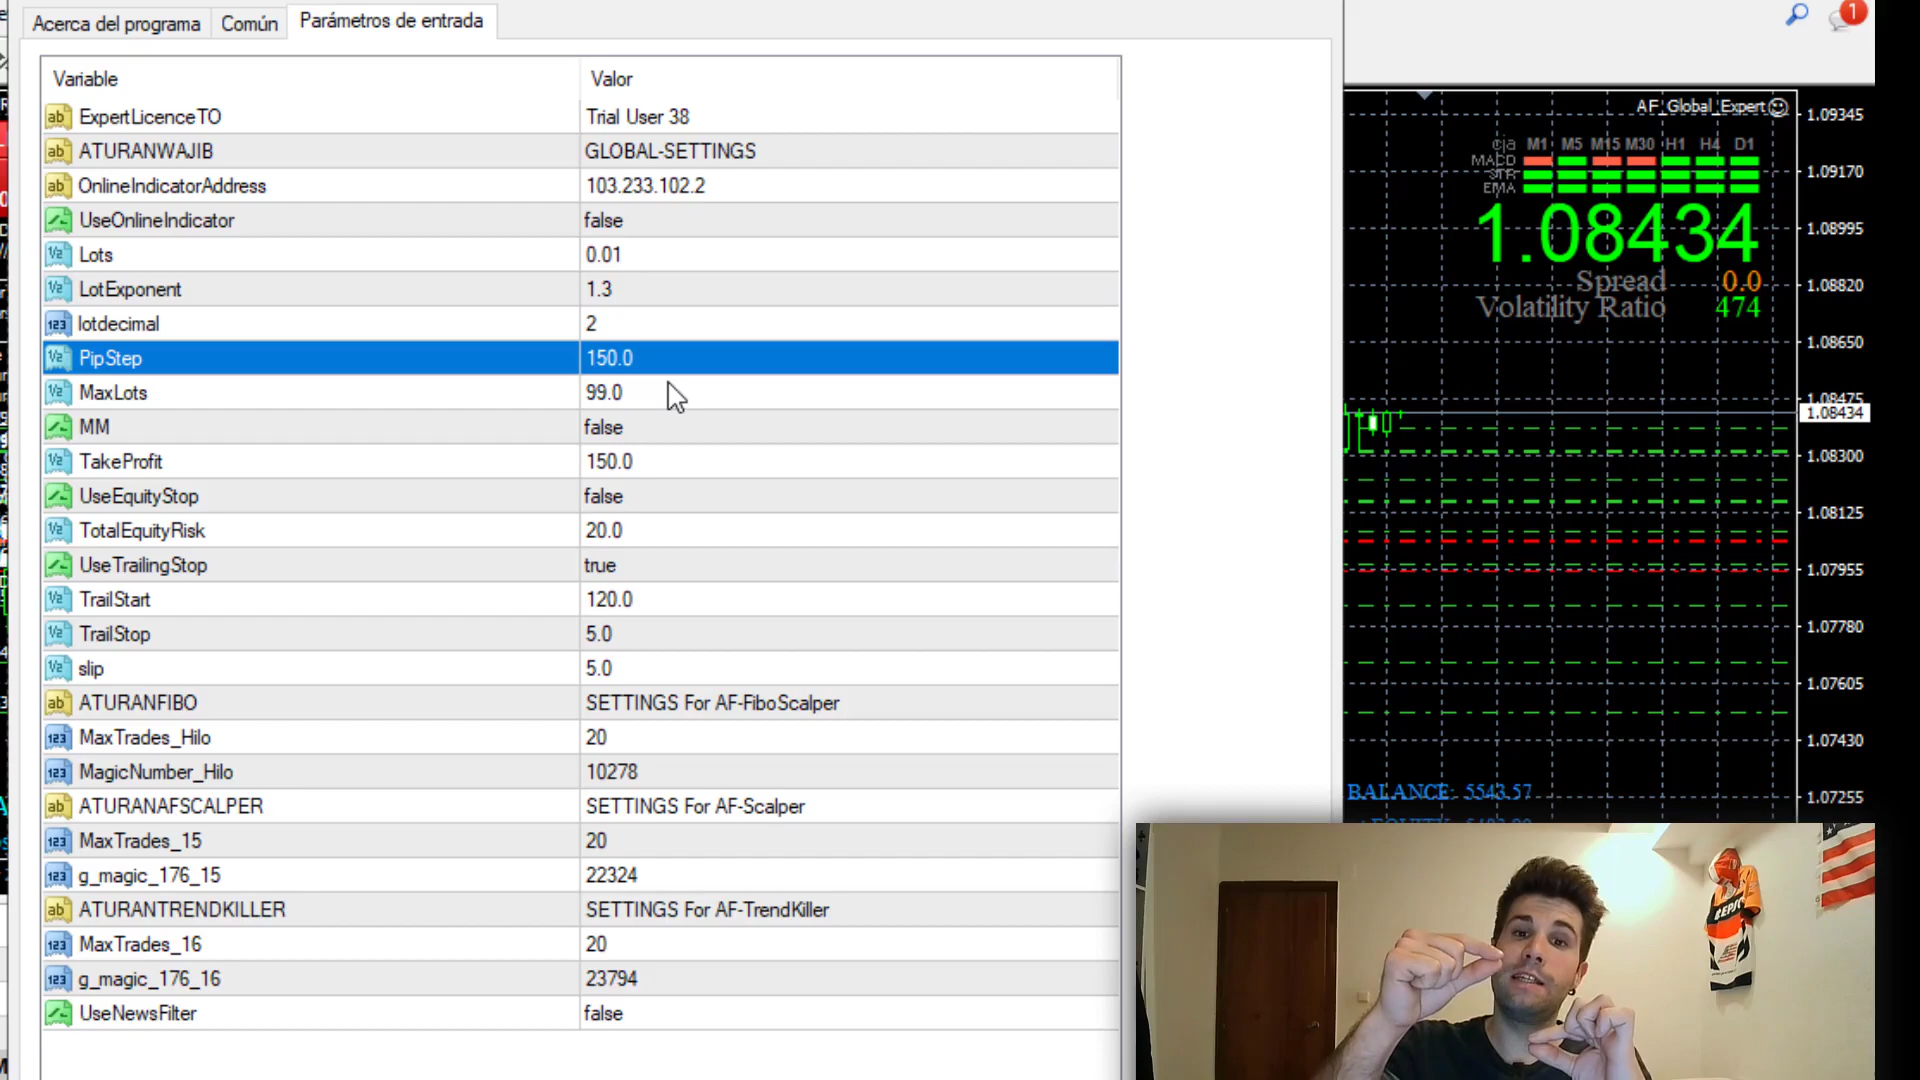 Acerca del programa Común Parámetros de entrada
1
Variable Valor
ExpertLicenceTO Trial User 38
ATURANWAJIB GLOBAL-SETTINGS
OnlineIndicatorAddress 103.233.102.2
UseOnlineIndicator false
Lots 0.01
LotExponent 1.3
lotdecimal 2
PipStep 150.0
MaxLots 99.0
MM false
TakeProfit 150.0
UseEquityStop false
TotalEquityRisk 20.0
UseTrailingStop true
TrailStart 120.0
TrailStop 5.0
slip 5.0
ATURANFIBO SETTINGS For AF-FiboScalper
MaxTrades_Hilo 20
MagicNumber_Hilo 10278
ATURANAFSCALPER SETTINGS For AF-Scalper
MaxTrades_15 20
g_magic_176_15 22324
ATURANTRENDKILLER SETTINGS For AF-TrendKiller
MaxTrades_16 20
g_magic_176_16 23794
UseNewsFilter false
AF_Global_Expert
M1 M5 M15 M30 H1 H4 D1
MACD
STR
EMA
1.08434
Spread 0.0
Volatility Ratio 474
1.09345
1.09170
1.08995
1.08820
1.08650
1.08475
1.08434
1.08300
1.08125
1.07955
1.07780
1.07605
1.07430
1.07255
BALANCE: 5543.57
REPSOL